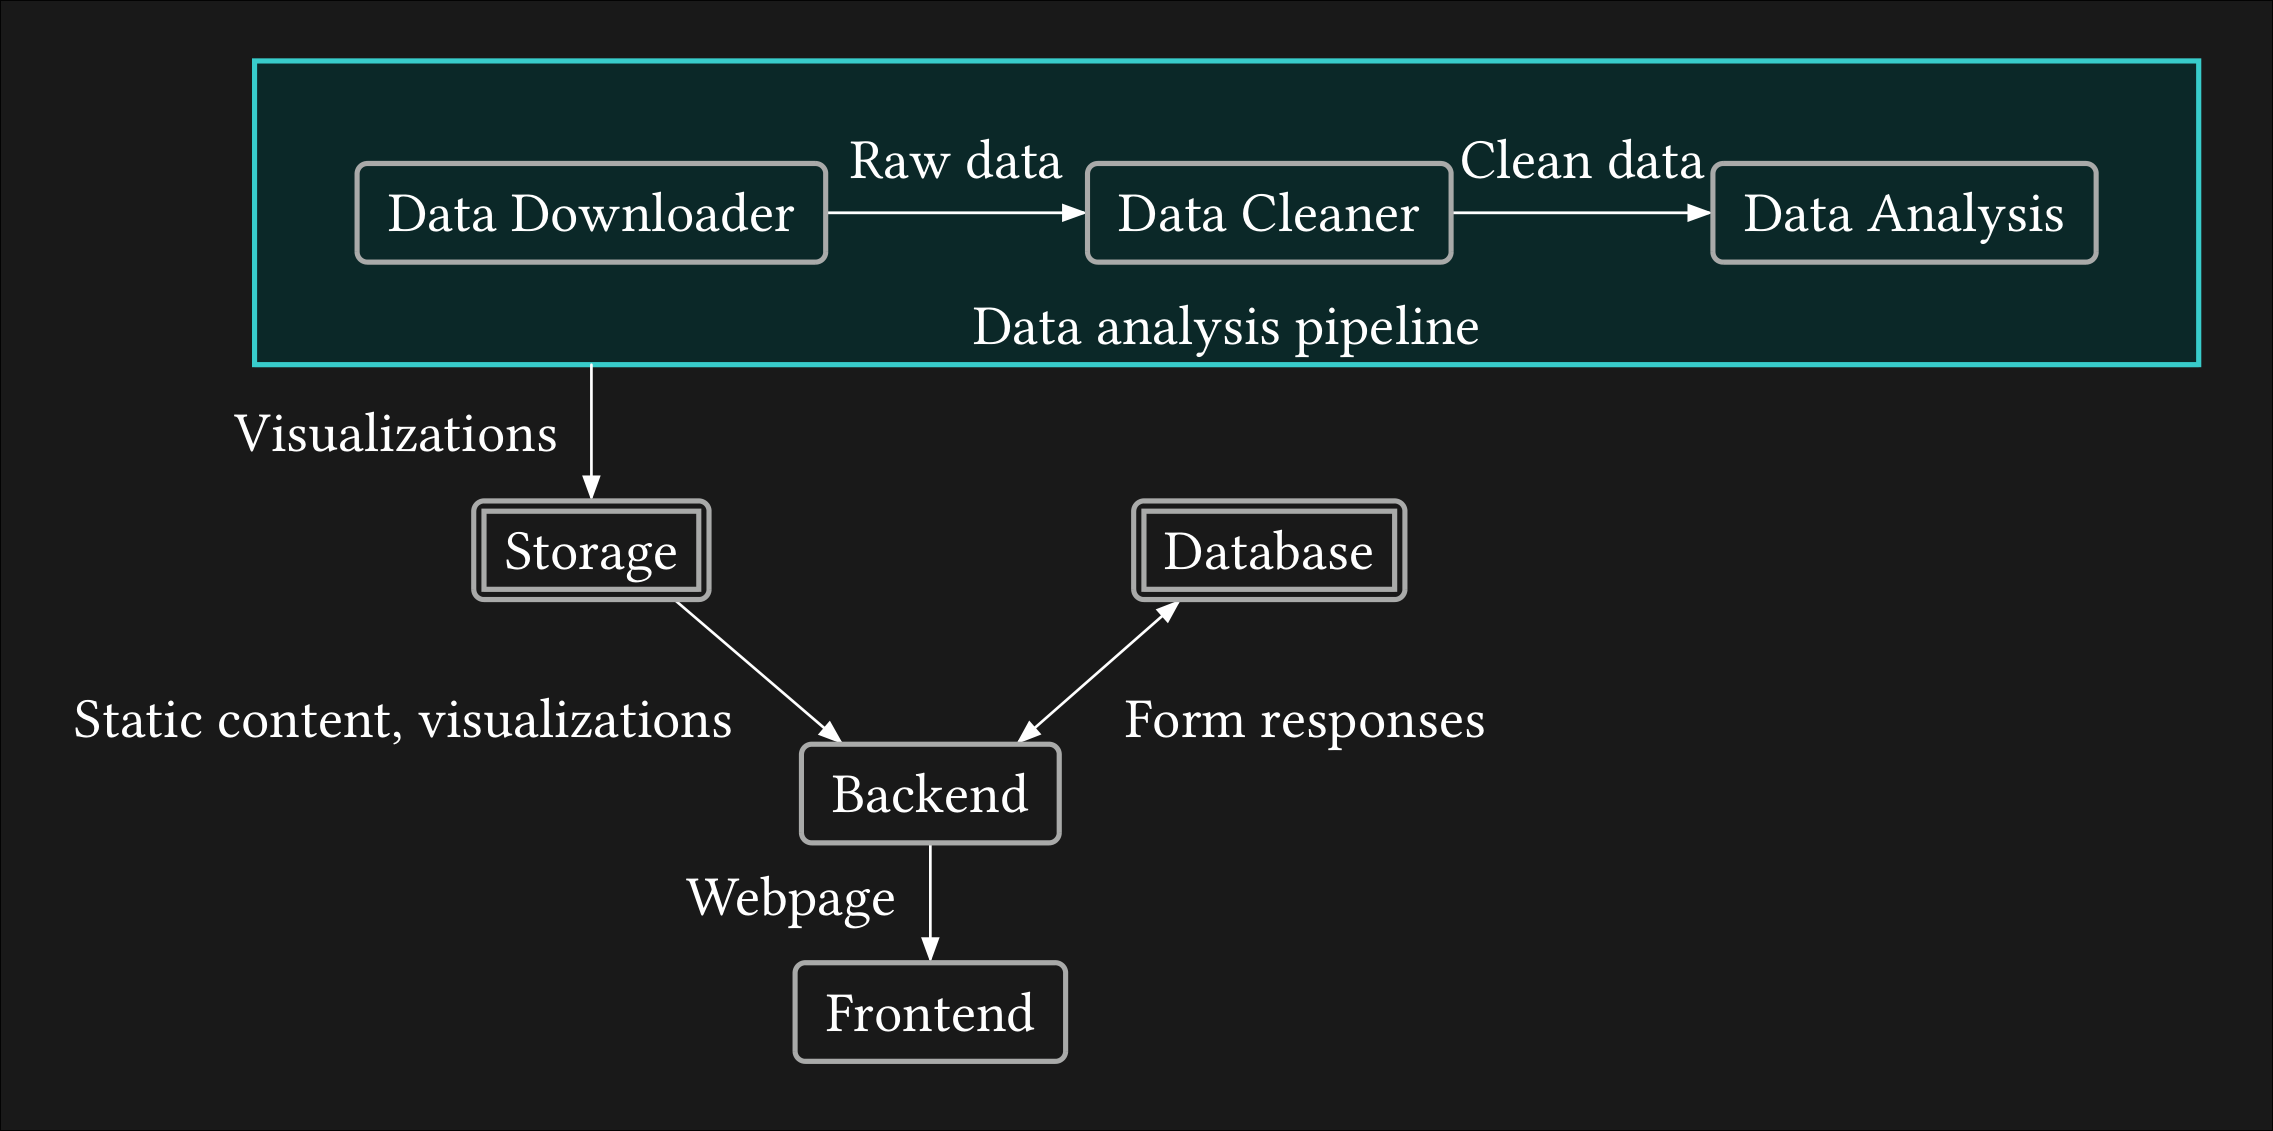 Raw data
Clean data
Data Downloader
Data Cleaner
Data Analysis
Data analysis pipeline
Visualizations
Storage
Database
Static content, visualizations
Form responses
Backend
Webpage
Frontend